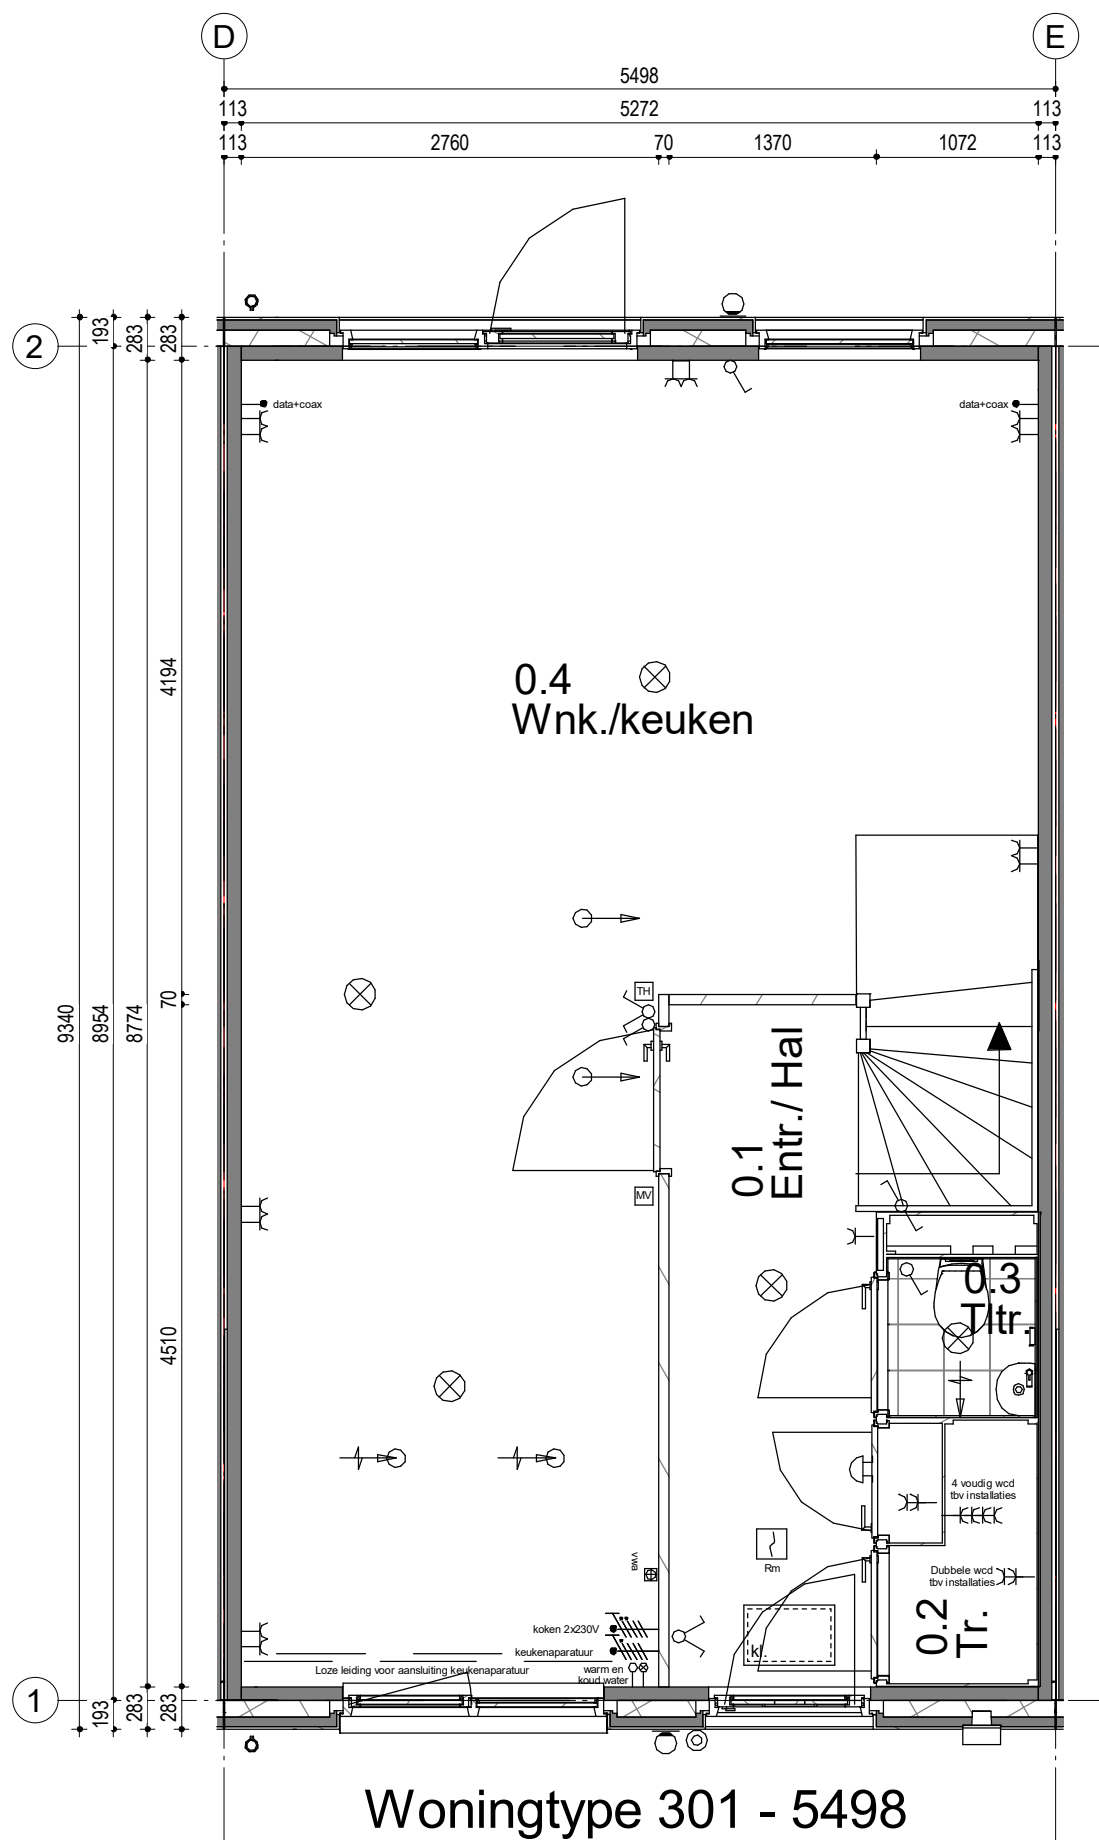 D
E
5498
113
5272
113
113
2760
70
1370
1072
113
2
193
283
283
data+coax
data+coax
4194
0.4
Wnk./keuken
9340
8954
8774
70
TH
0.1
Entr./ Hal
MV
0.3
Tltr.
4510
4 voudig wcd
tbv installaties
Rm
vwa
Dubbele wcd
tbv installaties
0.2
Tr.
koken 2x230V
keukenaparatuur
kl.
Loze leiding voor aansluiting keukenaparatuur
warm en
koud water
1
193
283
283
Woningtype 301 - 5498